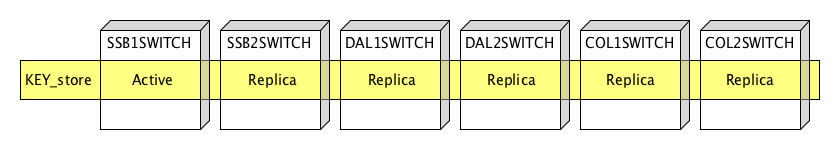 SSB1SWITCH SSB2SWITCH DAL1SWITCH DAL2SWITCH COL1SWITCH COL2SWITCH
KEY_store Active Replica Replica Replica Replica Replica